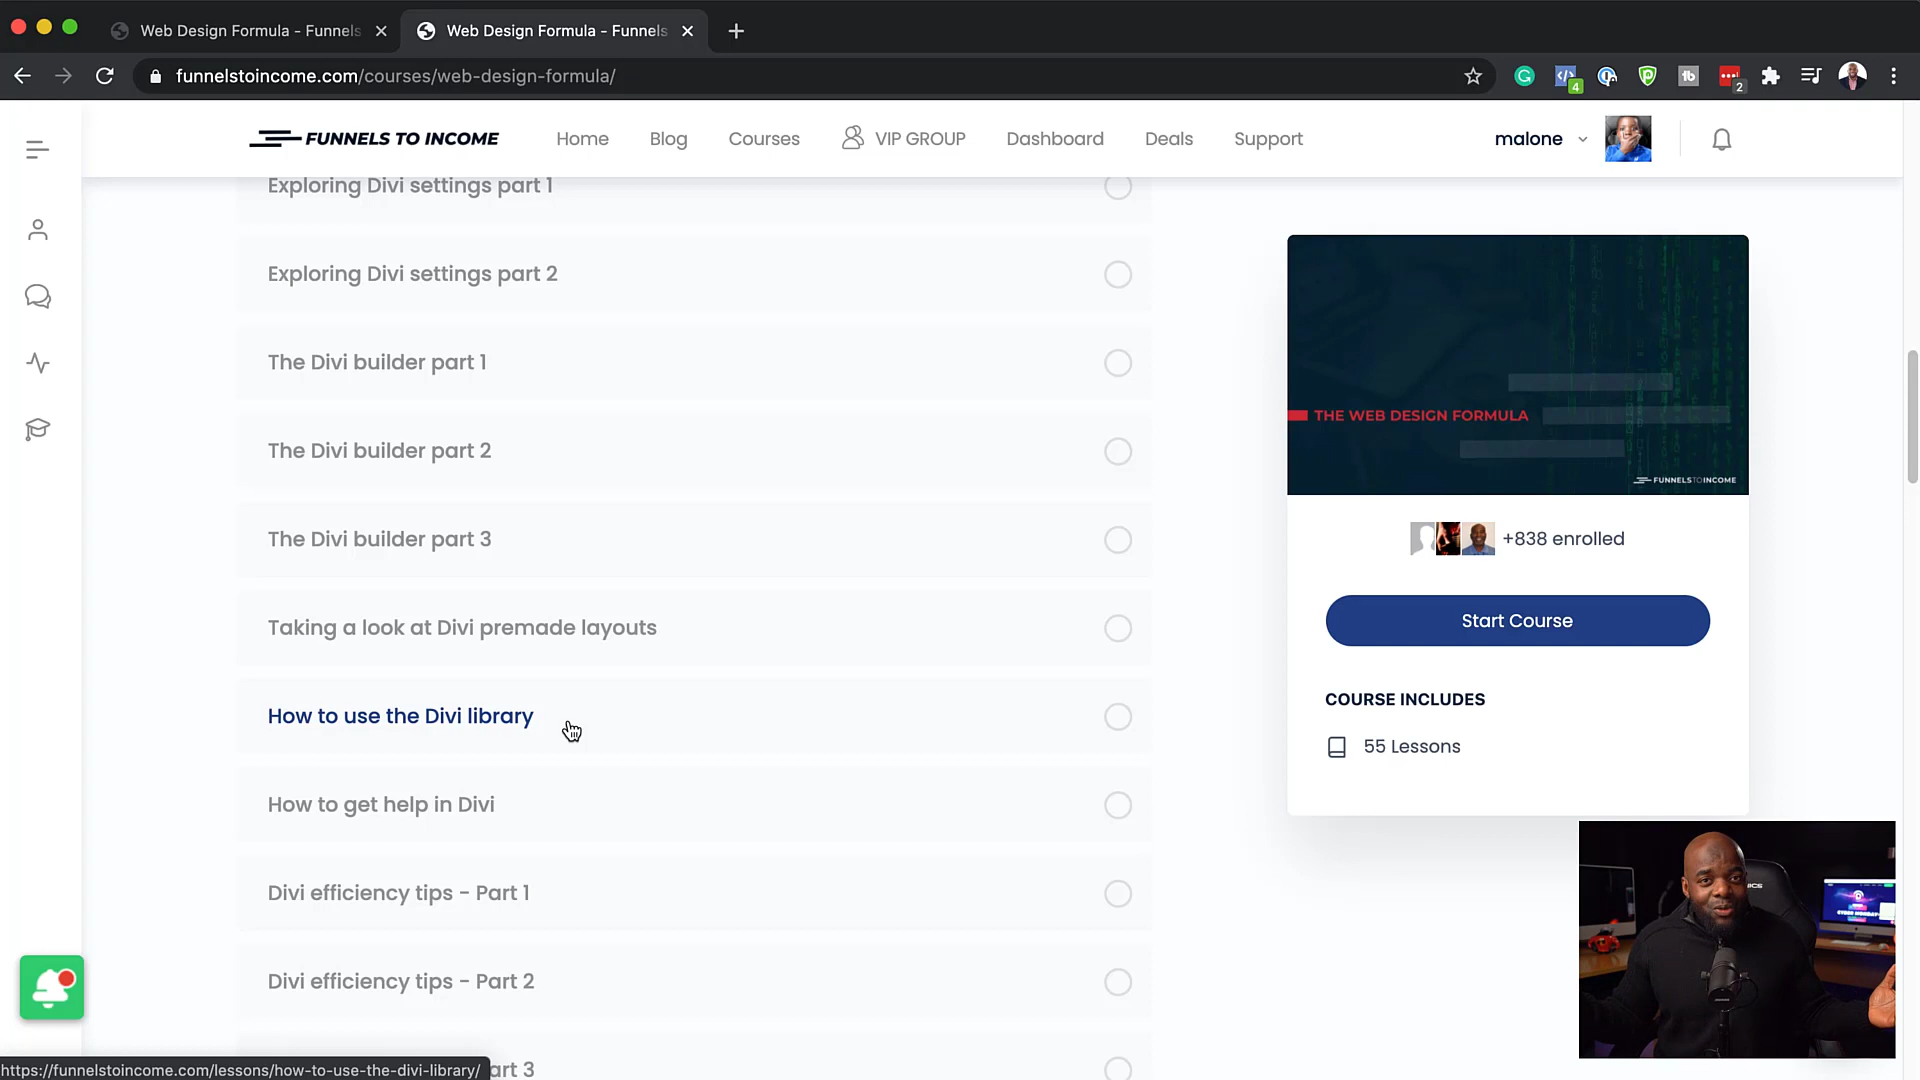 Web Design Formula - Funnels
Web Design Formula - Funnels
funnelstoincome.com/courses/web-design-formula/
4
2
FUNNELS TO INCOME
Home
Blog
Courses
VIP GROUP
Dashboard
Deals
Support
malone
Exploring Divi settings part 1
Exploring Divi settings part 2
The Divi builder part 1
The Divi builder part 2
The Divi builder part 3
Taking a look at Divi premade layouts
How to use the Divi library
How to get help in Divi
Divi efficiency tips - Part 1
Divi efficiency tips - Part 2
art 3
THE WEB DESIGN FORMULA
FUNNELSTOINCOME
+838 enrolled
Start Course
COURSE INCLUDES
55 Lessons
https://funnelstoincome.com/lessons/how-to-use-the-divi-library/